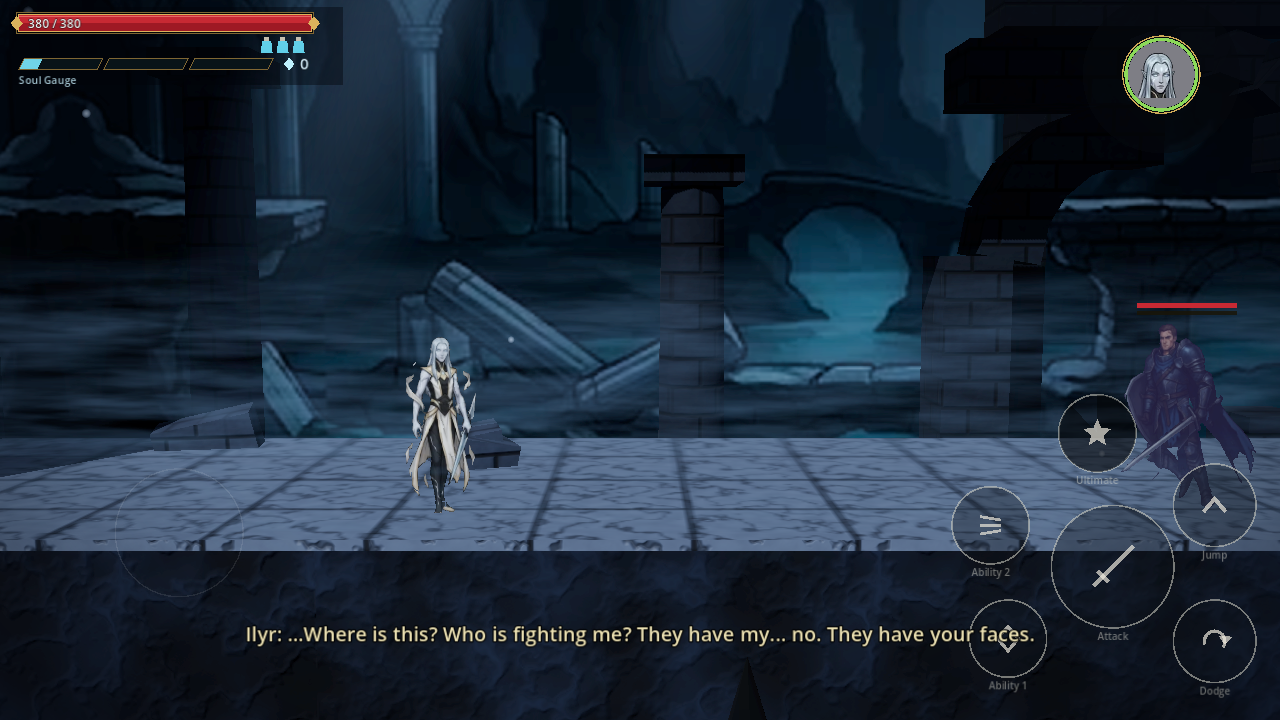 380 / 380
0
Soul Gauge
Ultimate
Jump
Ability 2
Attack
Ilyr: ...Where is this? Who is fighting me? They have my... no. They have your faces.
Ability 1
Dodge